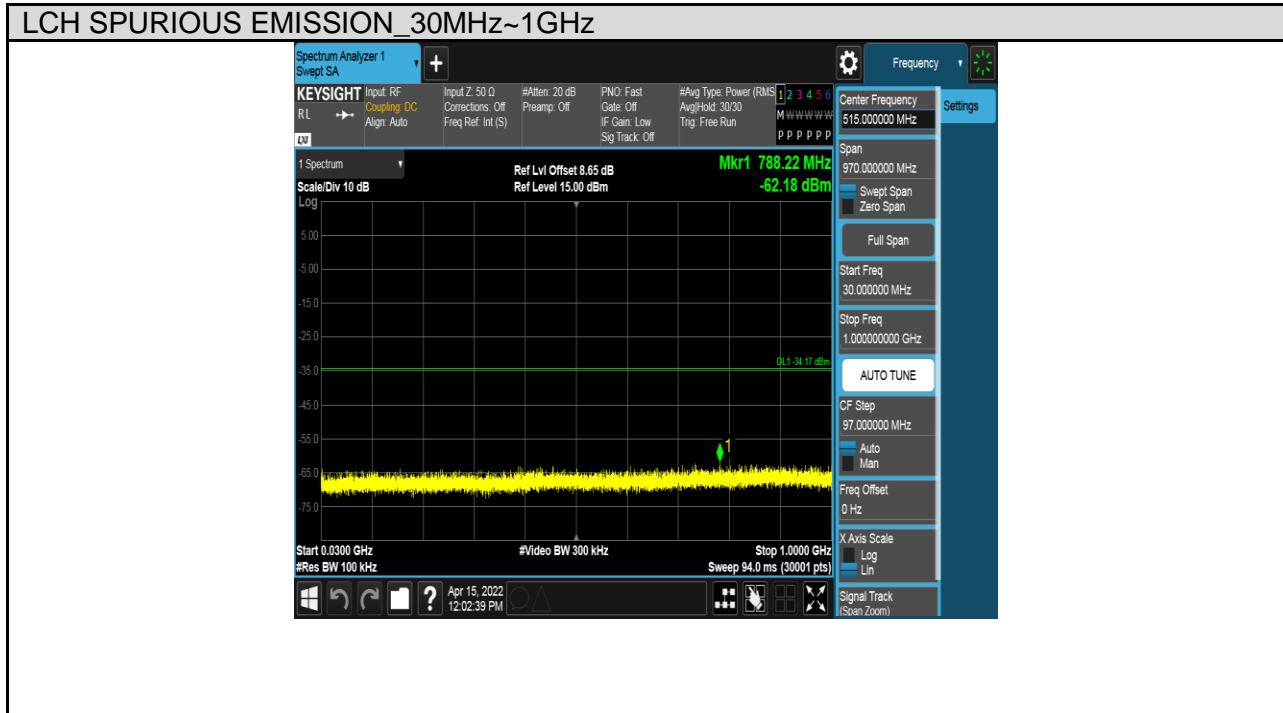 LCH SPURIOUS EMISSION_30MHz~1GHz
Spectrum Analyzer 1
Swept SA
+
Frequency
KEYSIGHT
RL
LXI
Input: RF
Coupling: DC
Align: Auto
Input Z: 50 Ω
Corrections: Off
Freq Ref: Int (S)
#Atten: 20 dB
Preamp: Off
PNO: Fast
Gate: Off
IF Gain: Low
Sig Track: Off
#Avg Type: Power (RMS
Avg|Hold: 30/30
Trig: Free Run
1 2 3 4 5 6
M W W W W W
P P P P P P
1 Spectrum
Scale/Div 10 dB
Log
Ref Lvl Offset 8.65 dB
Ref Level 15.00 dBm
Mkr1 788.22 MHz
-62.18 dBm
5.00
-5.00
-15.0
-25.0
DL1 -34.17 dBm
-35.0
-45.0
-55.0
1
-65.0
-75.0
Start 0.0300 GHz
#Res BW 100 kHz
#Video BW 300 kHz
Stop 1.0000 GHz
Sweep 94.0 ms (30001 pts)
?
Apr 15, 2022
12:02:39 PM
Center Frequency
515.000000 MHz
Settings
Span
970.000000 MHz
Swept Span
Zero Span
Full Span
Start Freq
30.000000 MHz
Stop Freq
1.000000000 GHz
AUTO TUNE
CF Step
97.000000 MHz
Auto
Man
Freq Offset
0 Hz
X Axis Scale
Log
Lin
Signal Track
(Span Zoom)